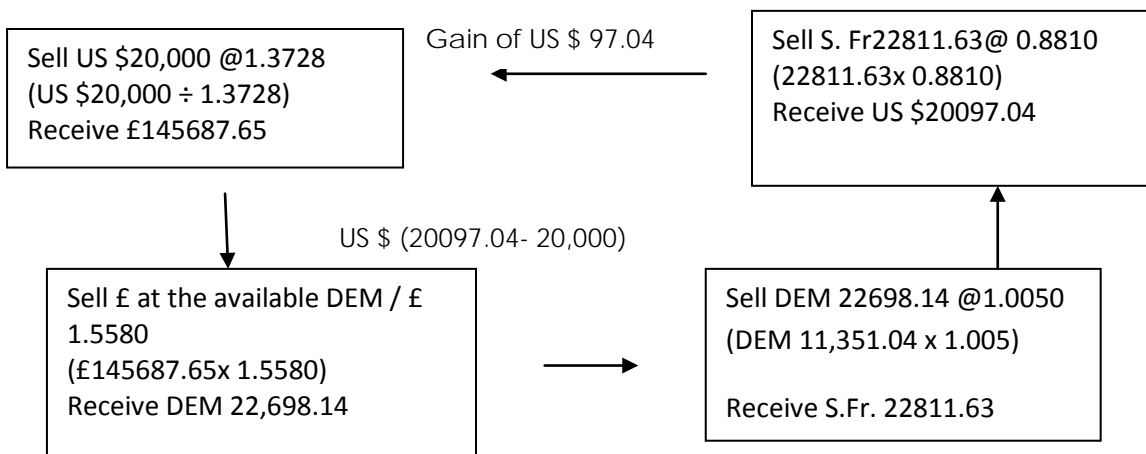 Sell US $20,000 @1.3728
(US $20,000 ÷ 1.3728)
Receive £145687.65
Gain of US $ 97.04
Sell S. Fr22811.63@ 0.8810
(22811.63x 0.8810)
Receive US $20097.04
US $ (20097.04- 20,000)
Sell £ at the available DEM / £
1.5580
(£145687.65x 1.5580)
Receive DEM 22,698.14
Sell DEM 22698.14 @1.0050
(DEM 11,351.04 x 1.005)
Receive S.Fr. 22811.63